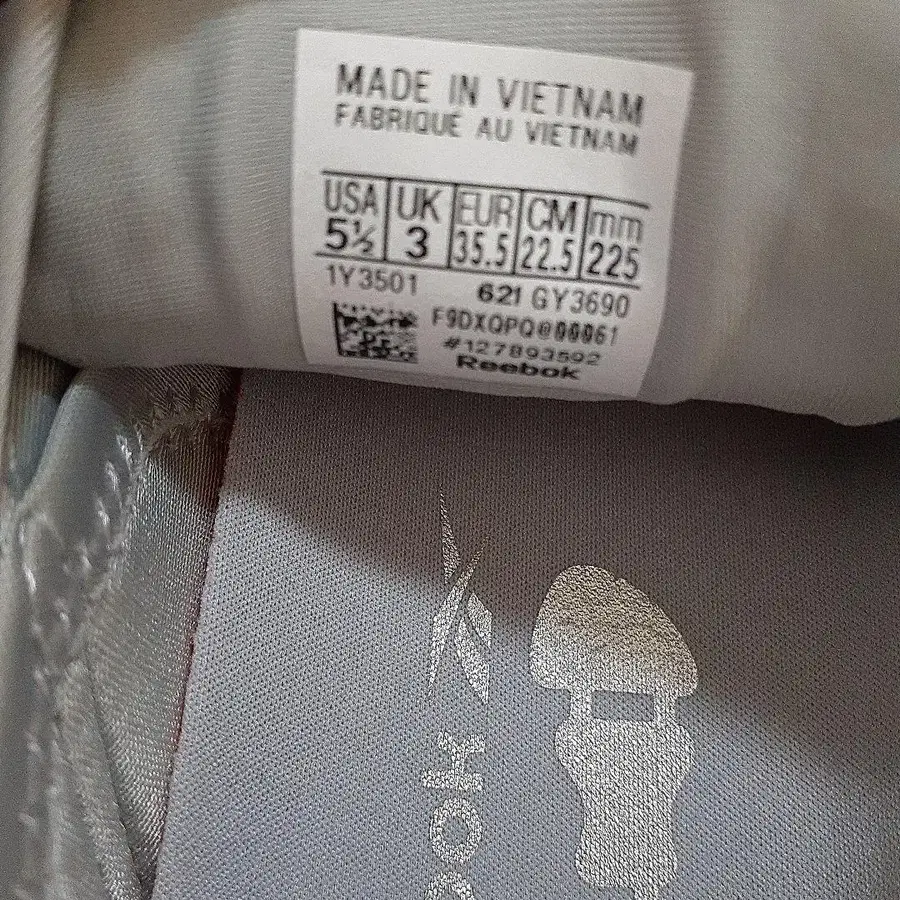 MADE IN VIETNAM
FABRIQUÉ AU VIETNAM
USA UK EUR CM mm
5½ 3 35.5 22.5 225
1Y3501 621 GY3690
F9DXQPQ@00061
#127893592
Reebok